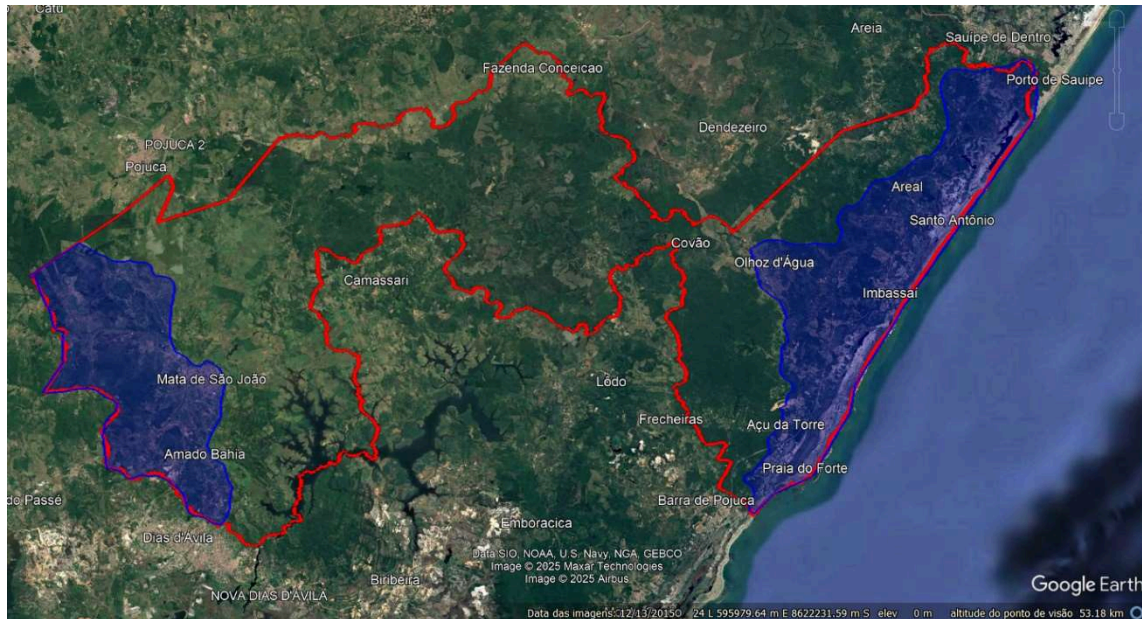 Catu
Areia
Sauípe de Dentro
Fazenda Conceicao
Porto de Sauipe
Dendezeiro
POJUCA 2
Pojuca
Areal
Santo Antônio
Covão
Olhoz d'Água
Camassari
Imbassaí
Mata de São João
Lôdo
Frecheiras
Açu da Torre
Amado Bahia
Praia do Forte
do Passé
Barra de Pojuca
Emboracica
Dias d'Ávila
Data SIO, NOAA, U.S. Navy, NGA, GEBCO
Image © 2025 Maxar Technologies
Image © 2025 Airbus
Biribeira
Google Earth
NOVA DIAS D'ÁVILA
Data das imagens: 12/13/2015 24 L 595979.64 m E 8622231.59 m S elev 0 m altitude do ponto de visão 53.18 km